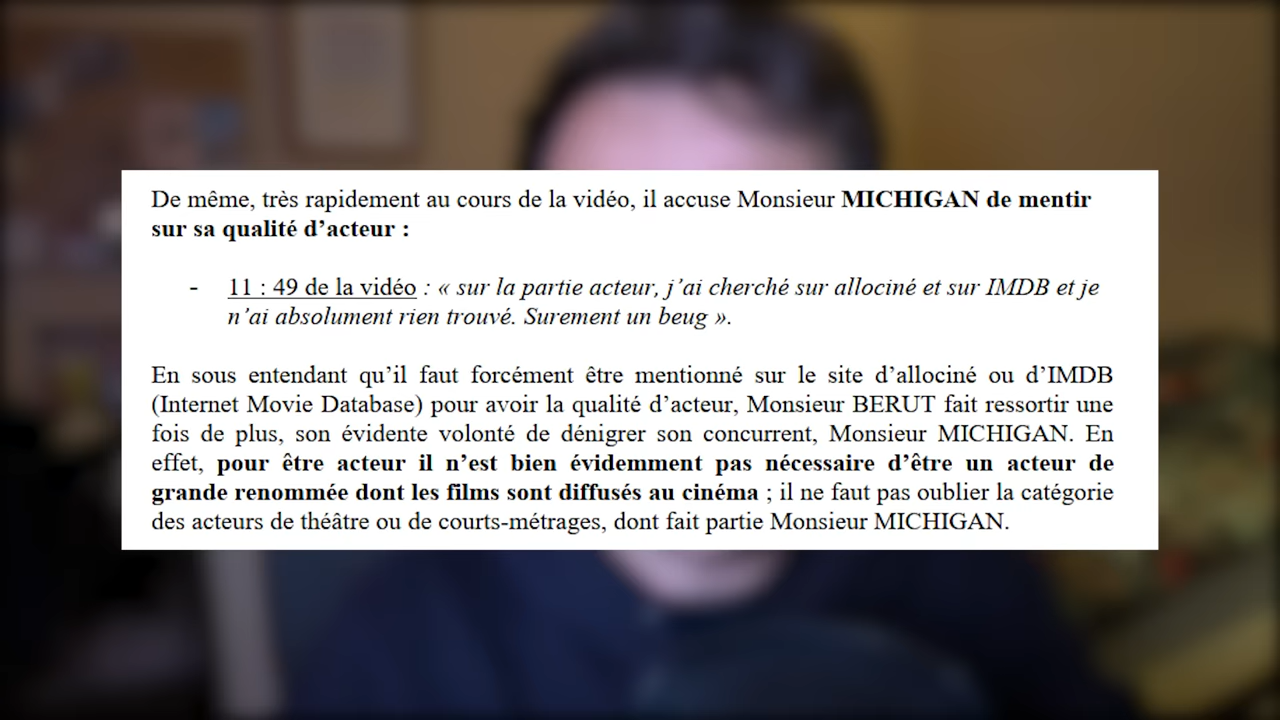 De même, très rapidement au cours de la vidéo, il accuse Monsieur MICHIGAN de mentir
sur sa qualité d'acteur :
- 11 : 49 de la vidéo : « sur la partie acteur, j'ai cherché sur allociné et sur IMDB et je
n'ai absolument rien trouvé. Surement un beug ».
En sous entendant qu'il faut forcément être mentionné sur le site d'allociné ou d'IMDB
(Internet Movie Database) pour avoir la qualité d'acteur, Monsieur BERUT fait ressortir une
fois de plus, son évidente volonté de dénigrer son concurrent, Monsieur MICHIGAN. En
effet, pour être acteur il n'est bien évidemment pas nécessaire d'être un acteur de
grande renommée dont les films sont diffusés au cinéma ; il ne faut pas oublier la catégorie
des acteurs de théâtre ou de courts-métrages, dont fait partie Monsieur MICHIGAN.